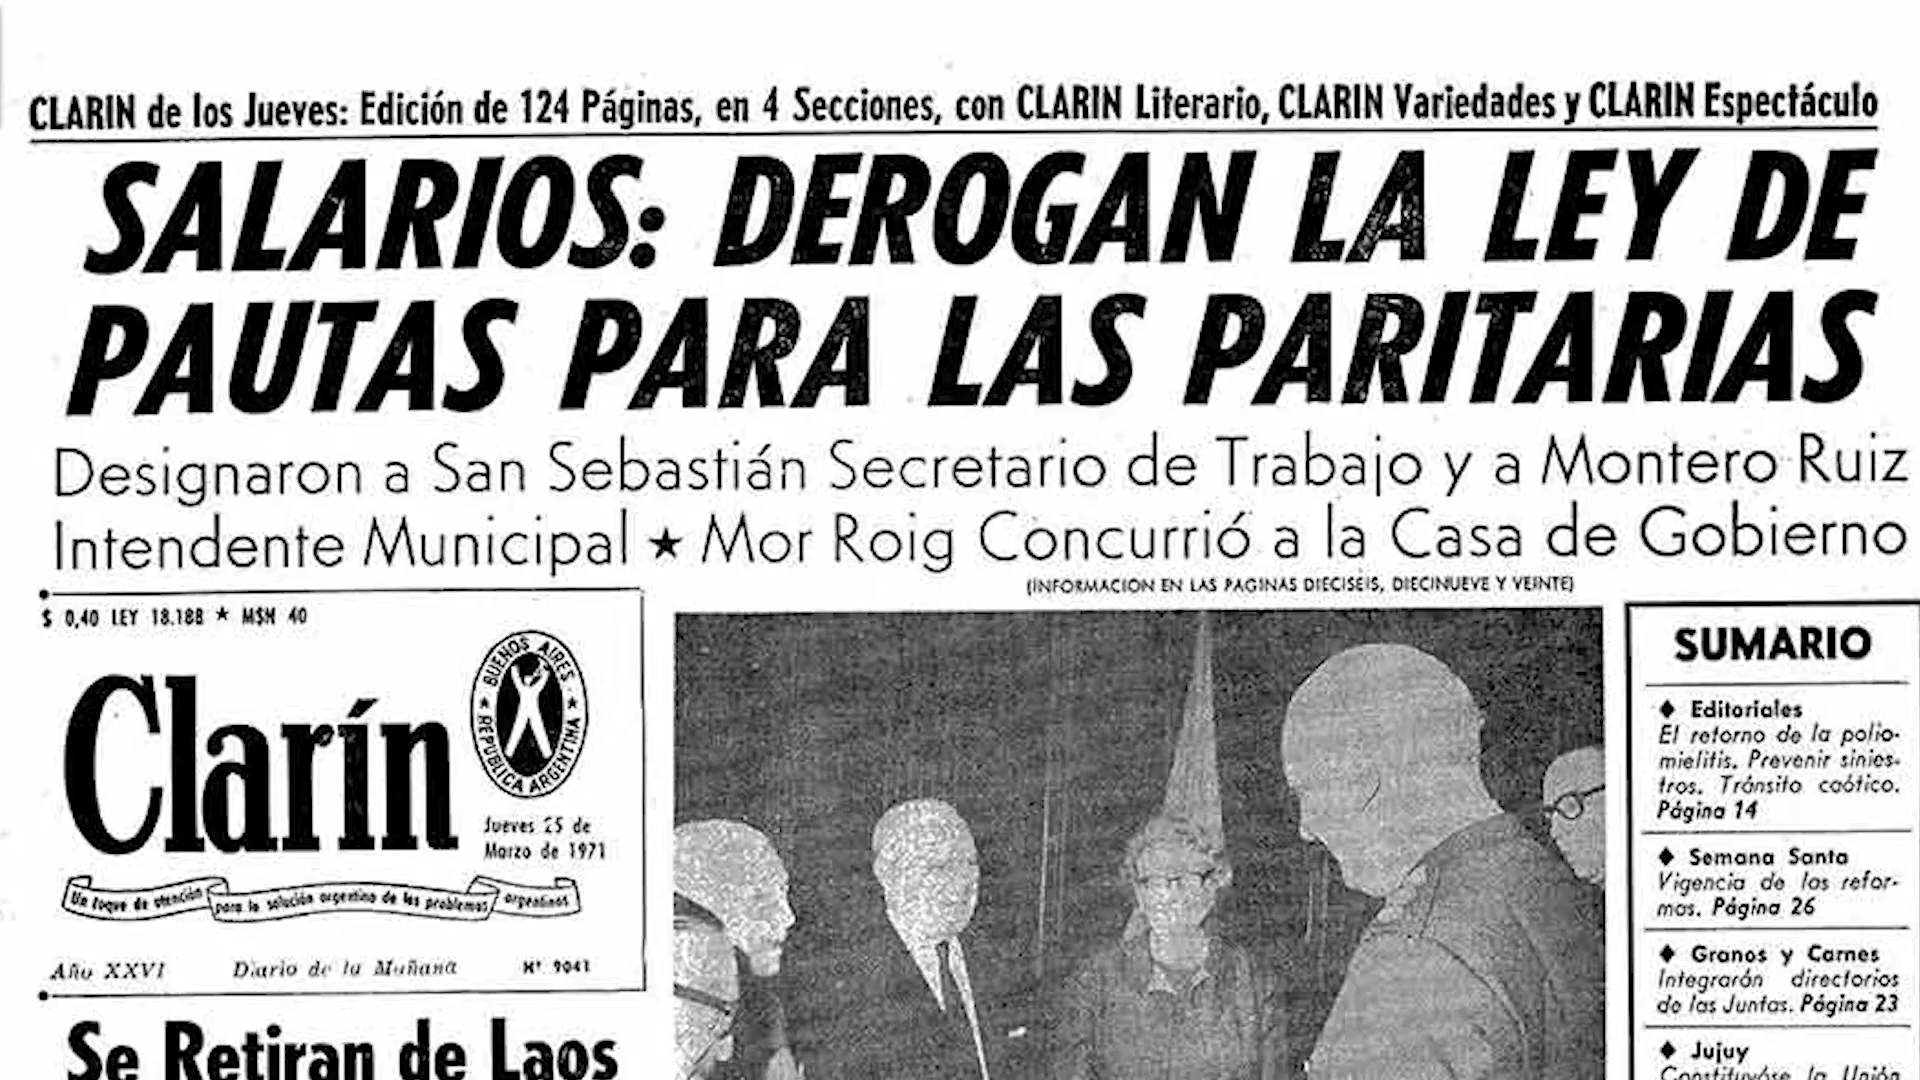 CLARIN de los Jueves: Edición de 124 Páginas, en 4 Secciones, con CLARIN Literario, CLARIN Variedades y CLARIN Espectáculo
SALARIOS: DEROGAN LA LEY DE
PAUTAS PARA LAS PARITARIAS
Designaron a San Sebastián Secretario de Trabajo y a Montero Ruiz
Intendente Municipal ★ Mor Roig Concurrió a la Casa de Gobierno
(INFORMACION EN LAS PAGINAS DIECISEIS, DIECINUEVE Y VEINTE)
$ 0,40 LEY 18.188 ★ M$N 40
Clarín
★ BUENOS AIRES ★
REPUBLICA ARGENTINA
Jueves 25 de
Marzo de 1971
Un toque de atención para la solución argentina de los problemas argentinos
Año XXVI Diario de la Mañana Nº 9041
Se Retiran de Laos
SUMARIO
♦ Editoriales
El retorno de la polio-
mielitis. Prevenir sinies-
tros. Tránsito caótico.
Página 14
♦ Semana Santa
Vigencia de las refor-
mas. Página 26
♦ Granos y Carnes
Integrarán directorios
de las Juntas. Página 23
♦ Jujuy
Constituyóse la Unión